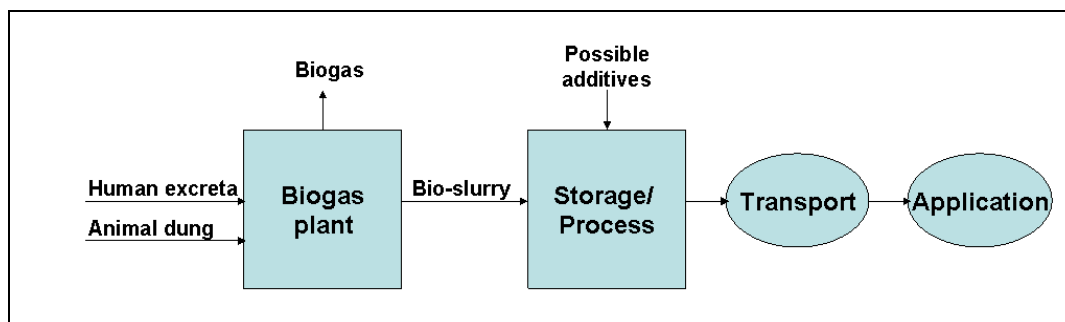 Biogas
Possible
additives
Human excreta
Animal dung
Biogas
plant
Bio-slurry
Storage/
Process
Transport
Application